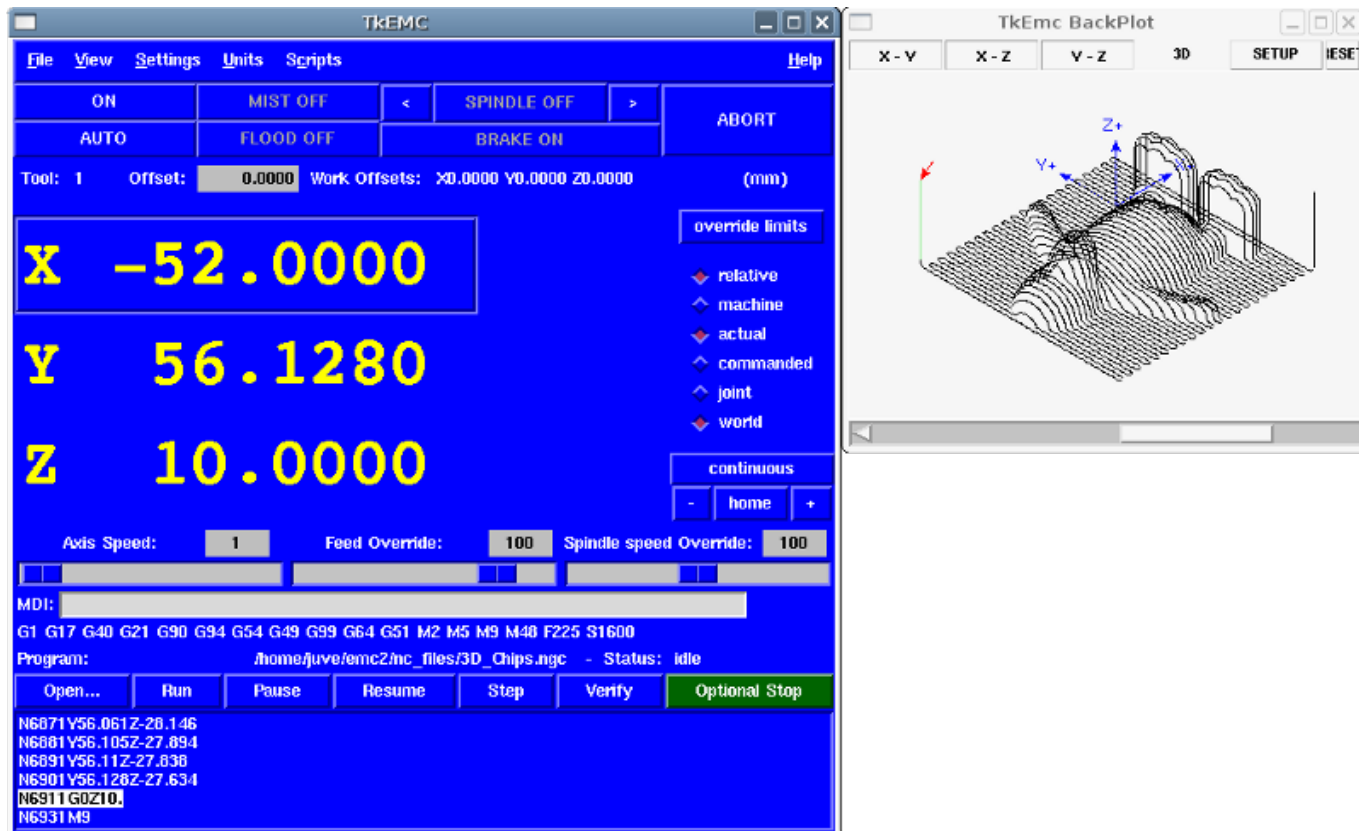 TkEMC
File View Settings Units Scripts Help
ON MIST OFF < SPINDLE OFF > ABORT
AUTO FLOOD OFF BRAKE ON
Tool: 1 Offset: 0.0000 Work Offsets: X0.0000 Y0.0000 Z0.0000 (mm)
override limits
X -52.0000
relative
machine
actual
Y 56.1280
commanded
joint
world
Z 10.0000
continuous
- home +
Axis Speed: 1 Feed Override: 100 Spindle speed Override: 100
MDI:
G1 G17 G40 G21 G90 G94 G54 G49 G99 G64 G51 M2 M5 M9 M48 F225 S1600
Program: /home/juve/emc2/nc_files/3D_Chips.ngc - Status: idle
Open... Run Pause Resume Step Verify Optional Stop
N6871Y56.061Z-28.146
N6881Y56.105Z-27.894
N6891Y56.11Z-27.838
N6901Y56.128Z-27.634
N6911G0Z10.
N6931M9
TkEmc BackPlot
X - Y X - Z Y - Z 3D SETUP RESET
Z+
Y+